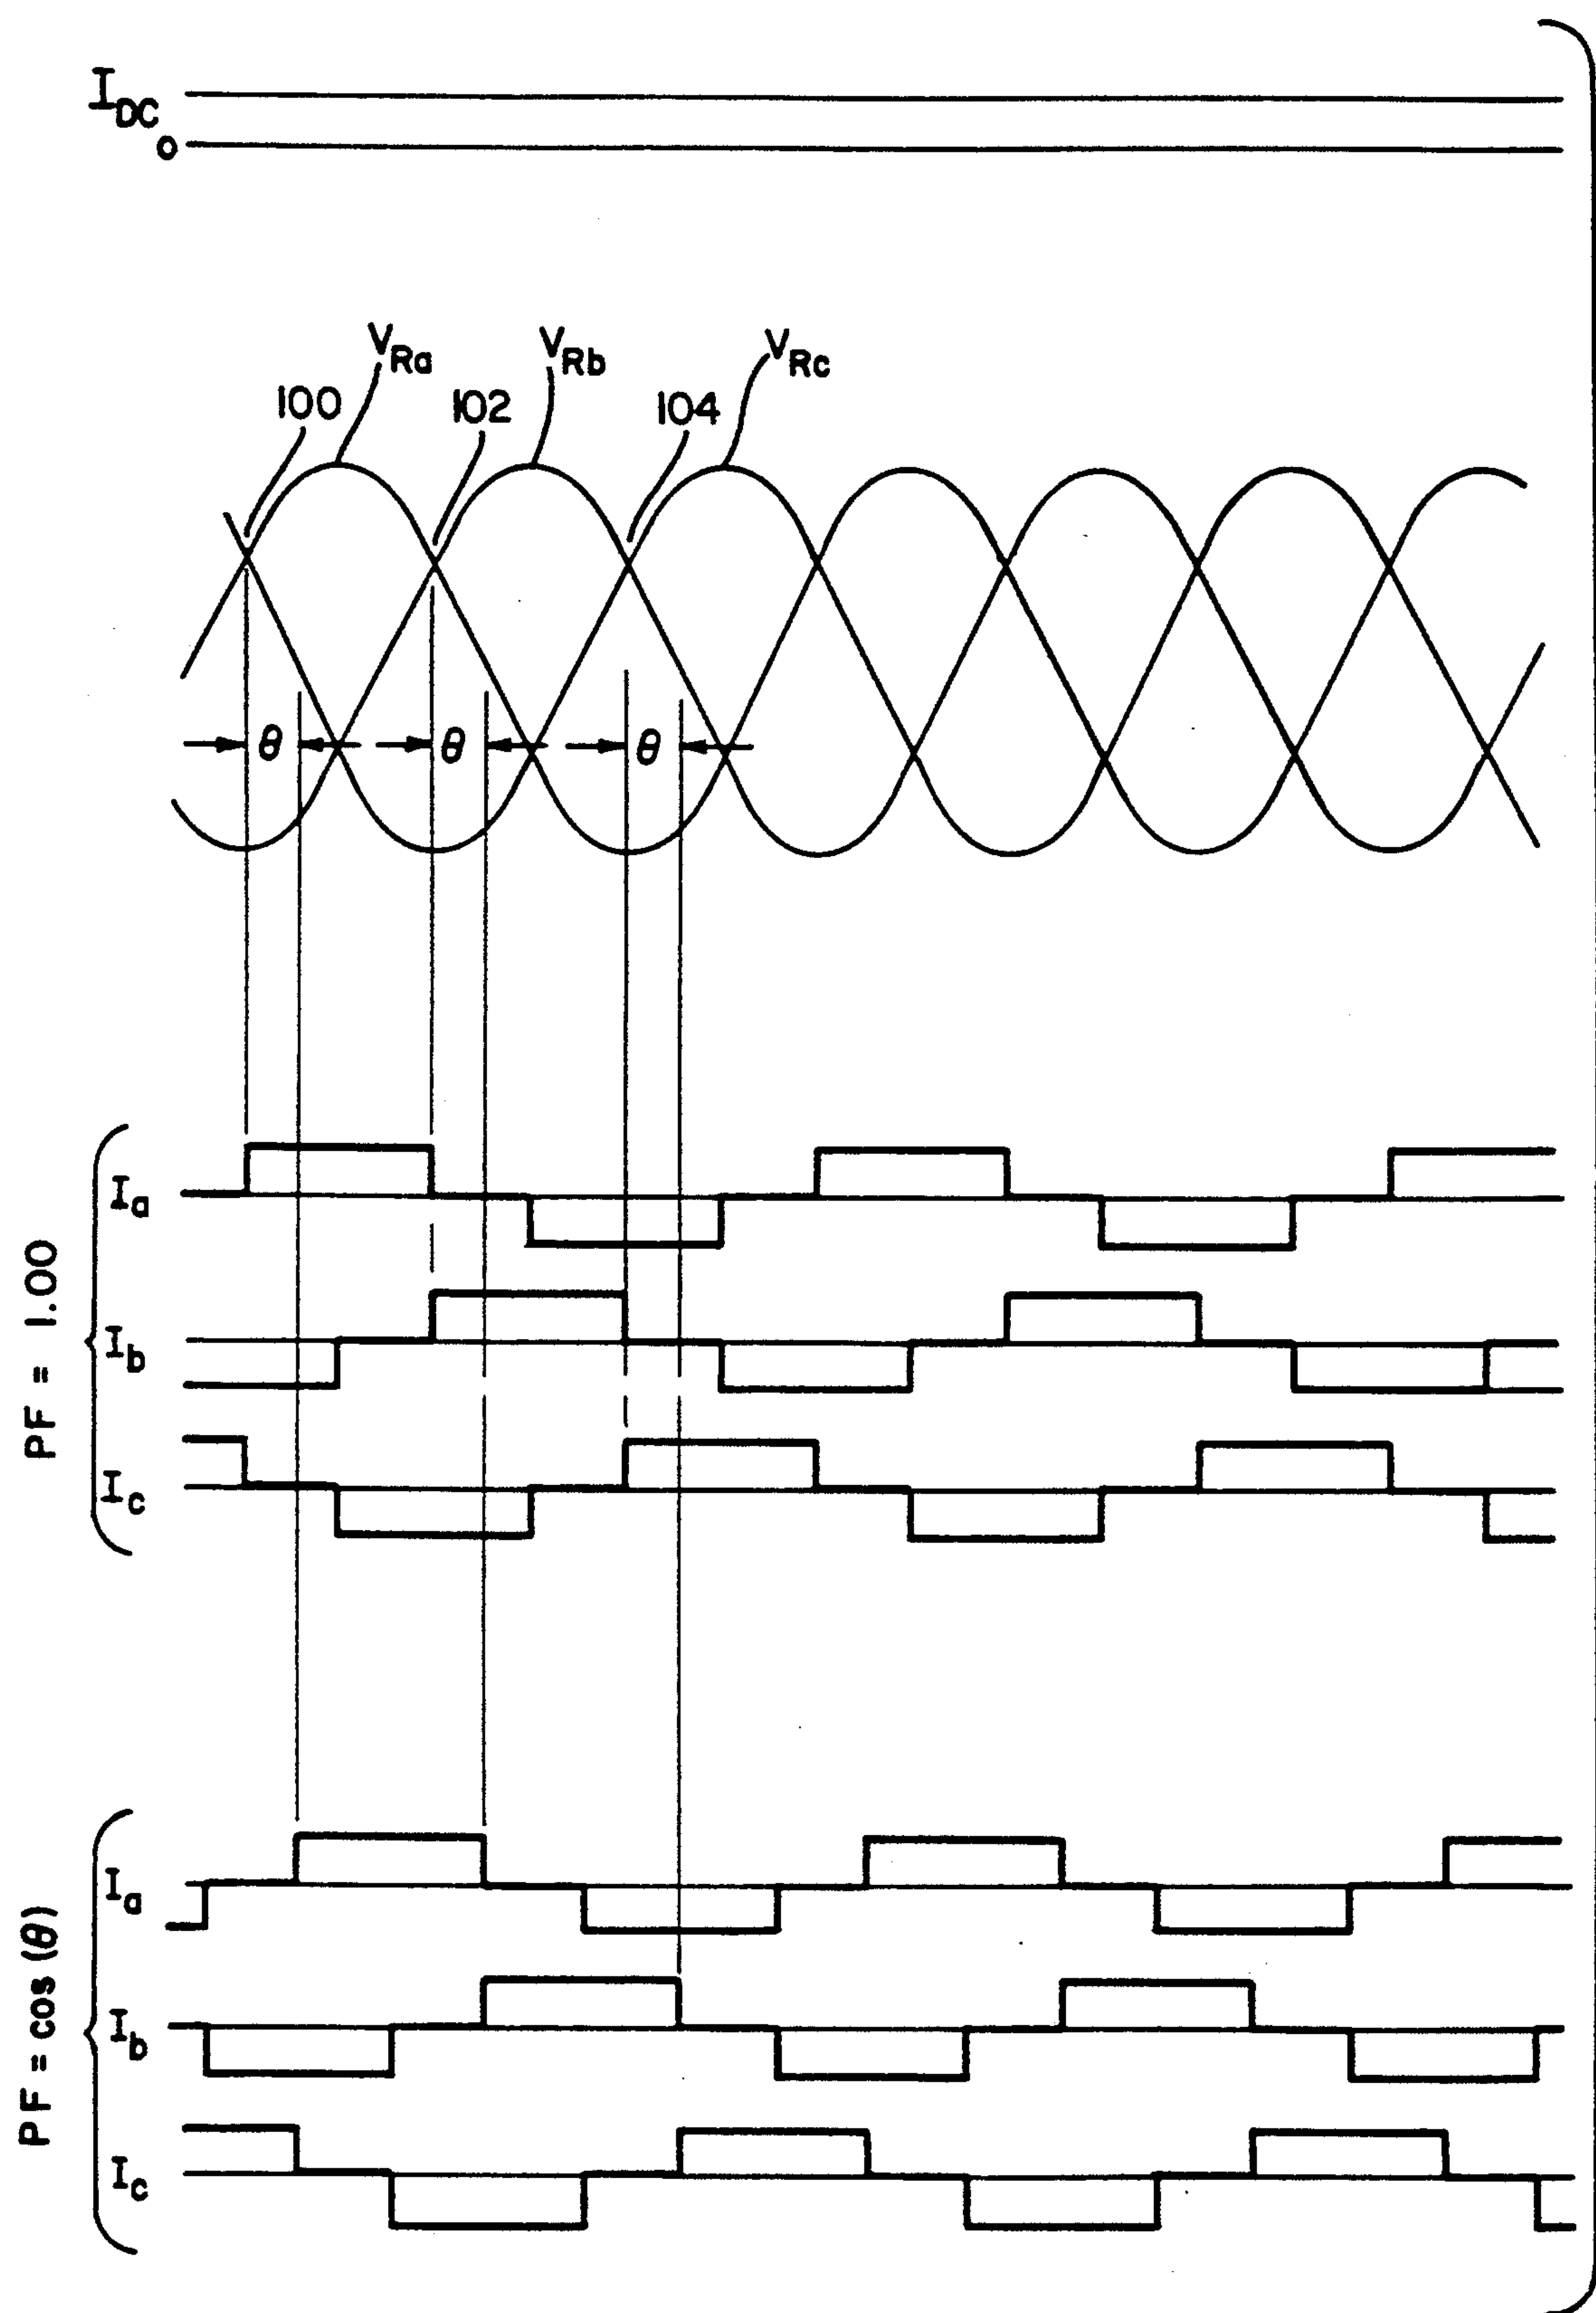 I_DC
0
V_Ra
V_Rb
V_Rc
100
102
104
θ
θ
θ
PF = 1.00
I_a
I_b
I_c
PF = cos (θ)
I_a
I_b
I_c